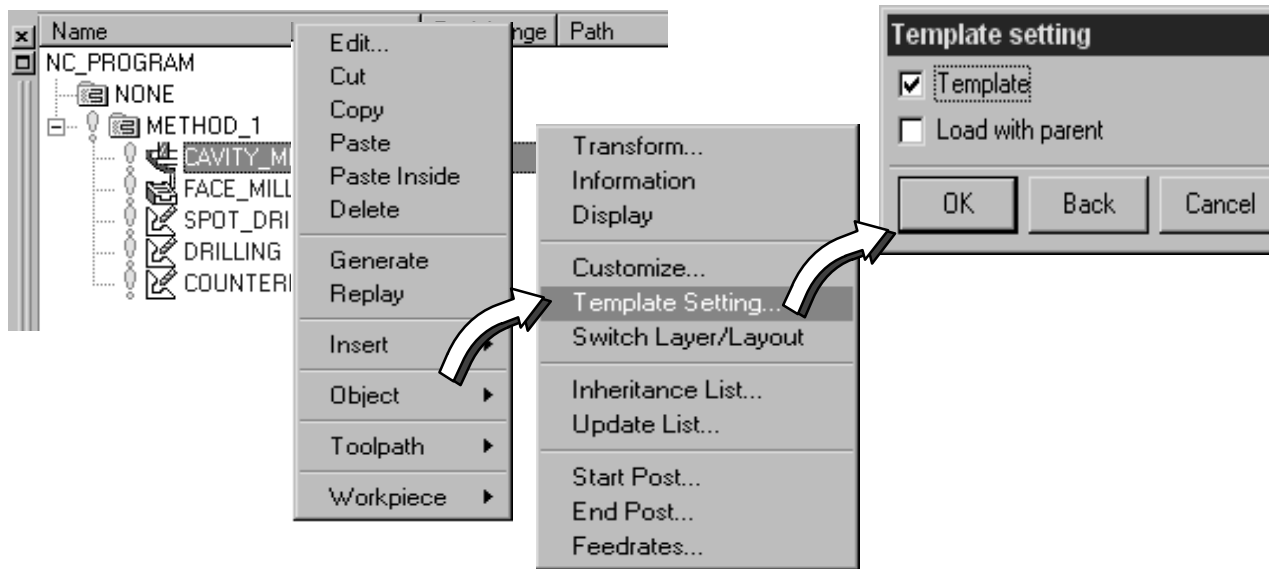 Name
nge
Path
NC_PROGRAM
NONE
METHOD_1
CAVITY_MI
FACE_MILL
SPOT_DRI
DRILLING
COUNTER
Edit...
Cut
Copy
Paste
Paste Inside
Delete
Generate
Replay
Insert
Object
Toolpath
Workpiece
Transform...
Information
Display
Customize...
Template Setting...
Switch Layer/Layout
Inheritance List...
Update List...
Start Post...
End Post...
Feedrates...
Template setting
Template
Load with parent
OK Back Cancel